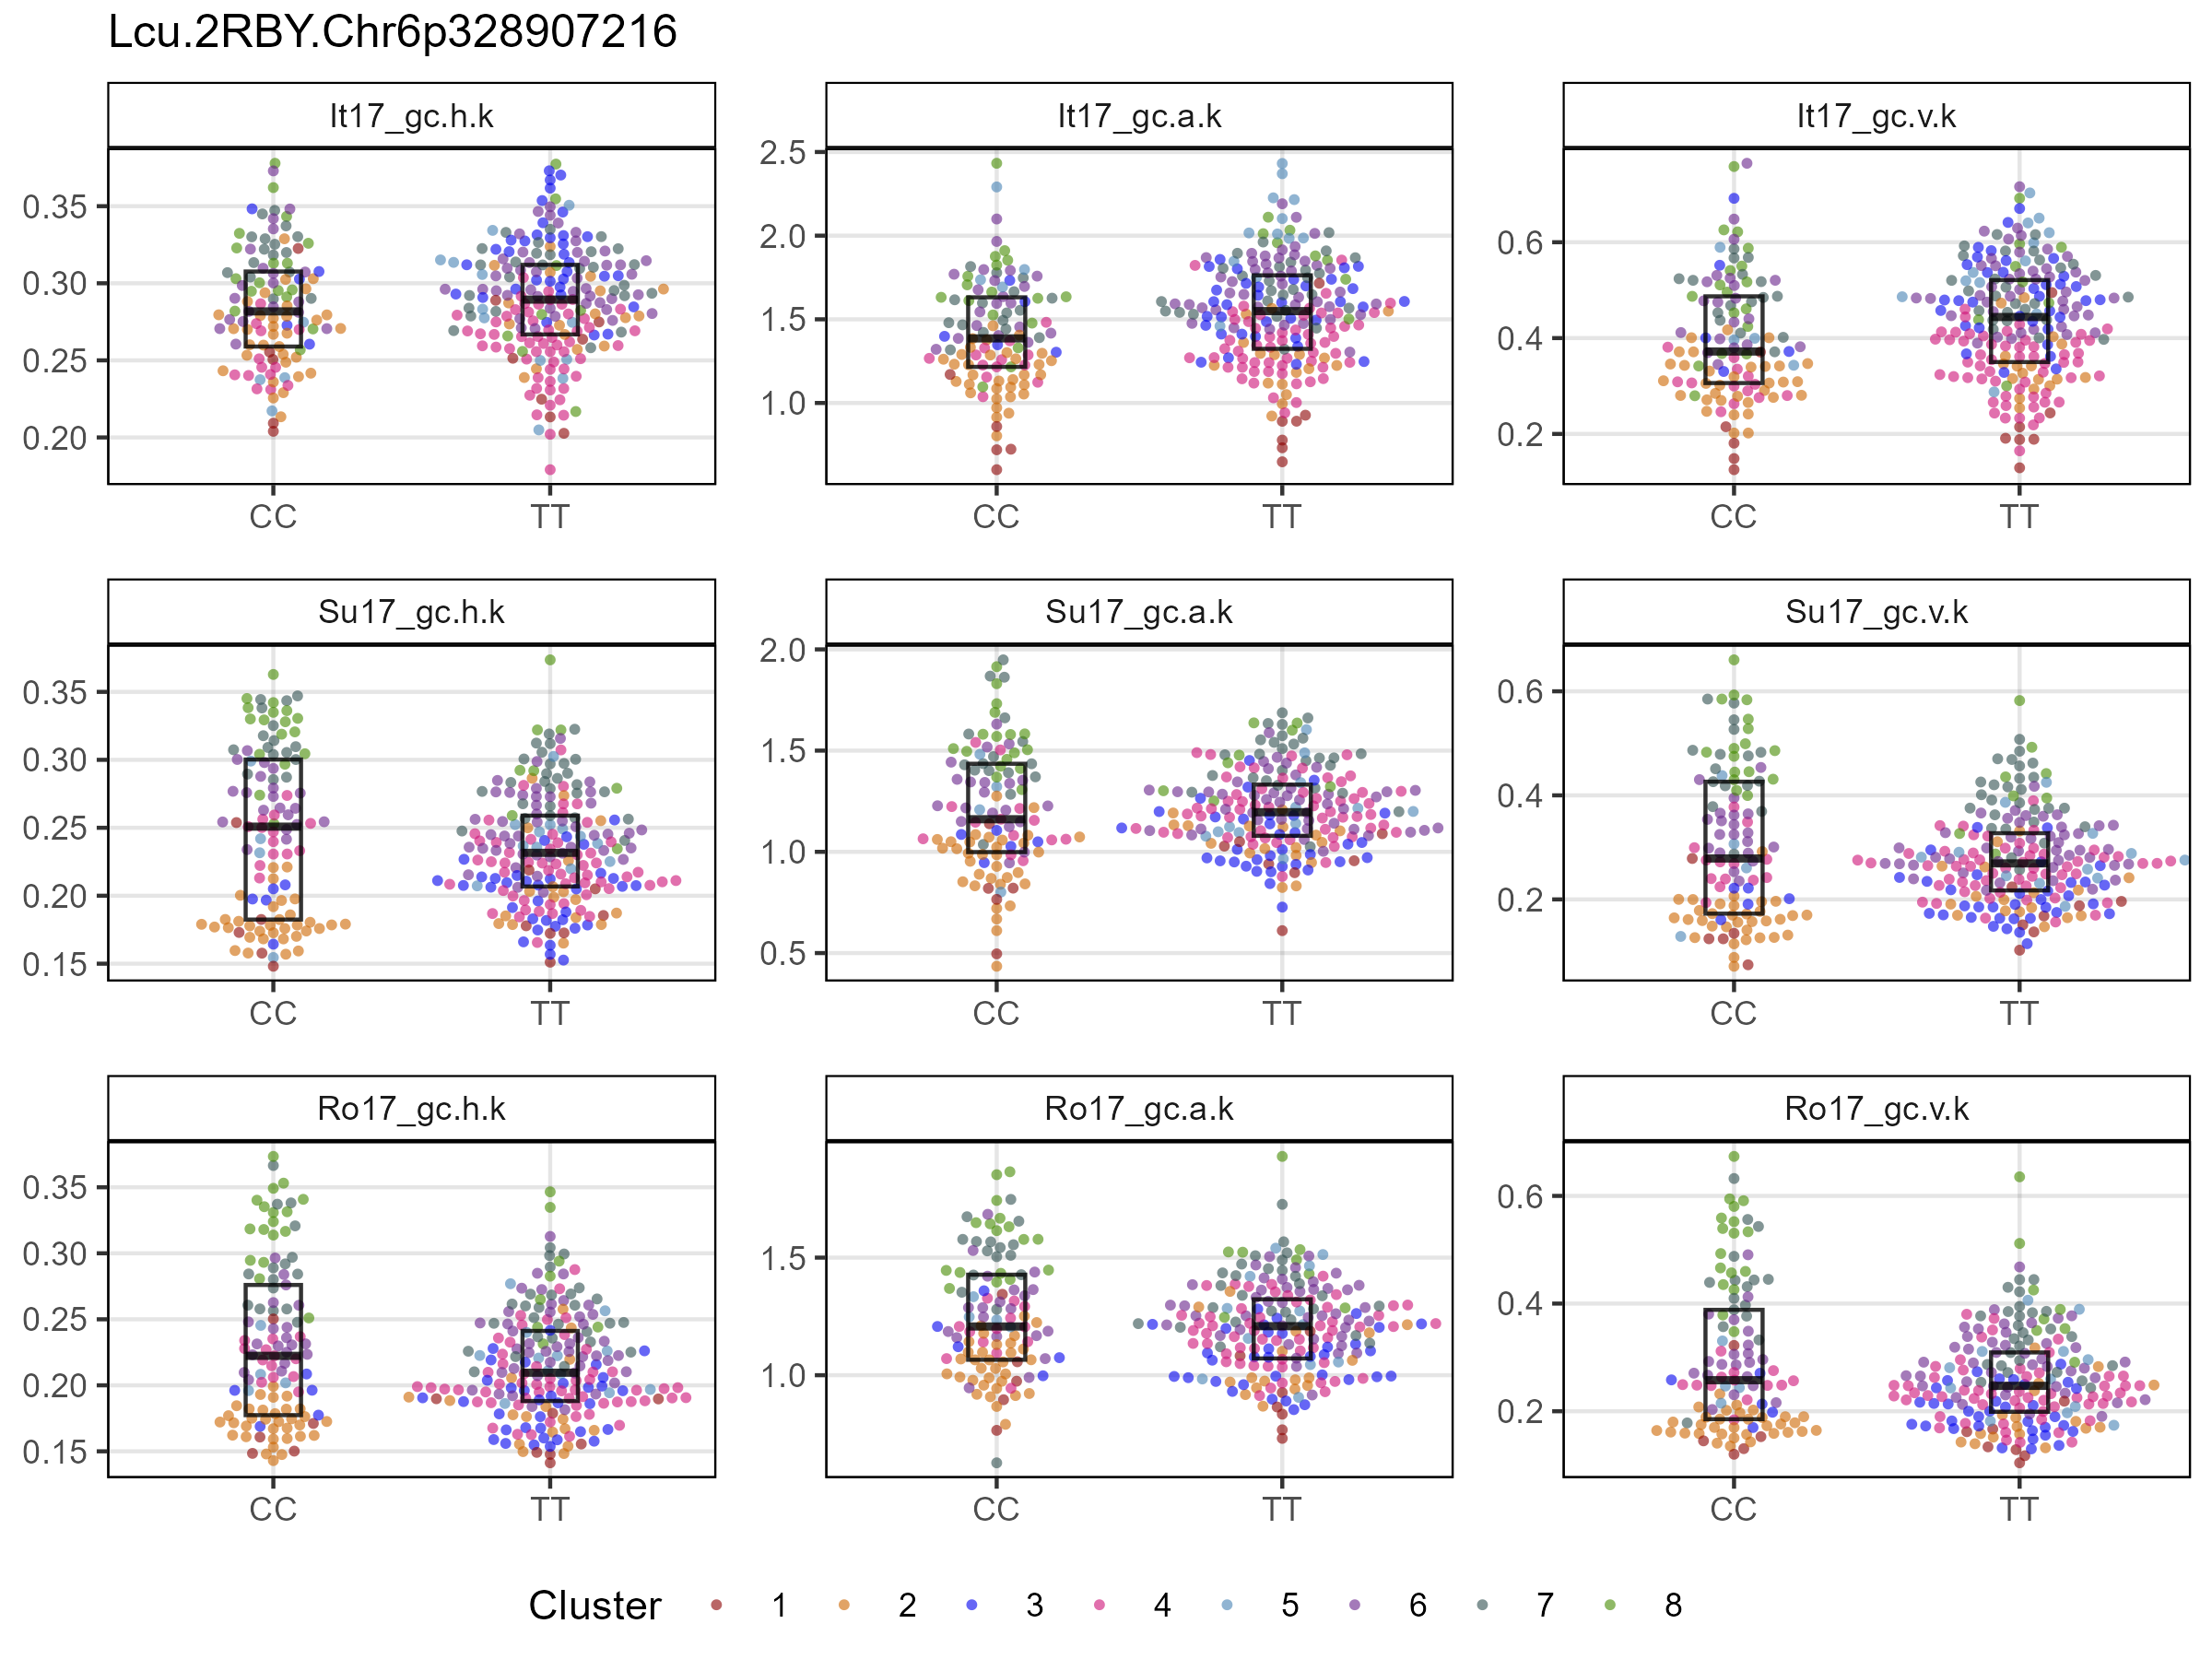 Lcu.2RBY.Chr6p328907216
It17_gc.h.k
It17_gc.a.k
It17_gc.v.k
0.35
0.30
0.25
0.20
2.5
2.0
1.5
1.0
0.6
0.4
0.2
CC TT
CC TT
CC TT
Su17_gc.h.k
Su17_gc.a.k
Su17_gc.v.k
0.35
0.30
0.25
0.20
0.15
2.0
1.5
1.0
0.5
0.6
0.4
0.2
CC TT
CC TT
CC TT
Ro17_gc.h.k
Ro17_gc.a.k
Ro17_gc.v.k
0.35
0.30
0.25
0.20
0.15
1.5
1.0
0.6
0.4
0.2
CC TT
CC TT
CC TT
Cluster 1 2 3 4 5 6 7 8